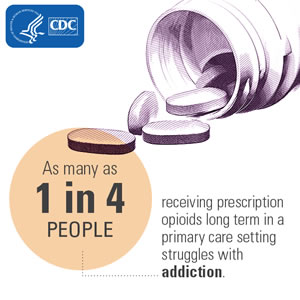 CDC
As many as
1 in 4
PEOPLE
receiving prescription
opioids long term in a
primary care setting
struggles with
addiction.